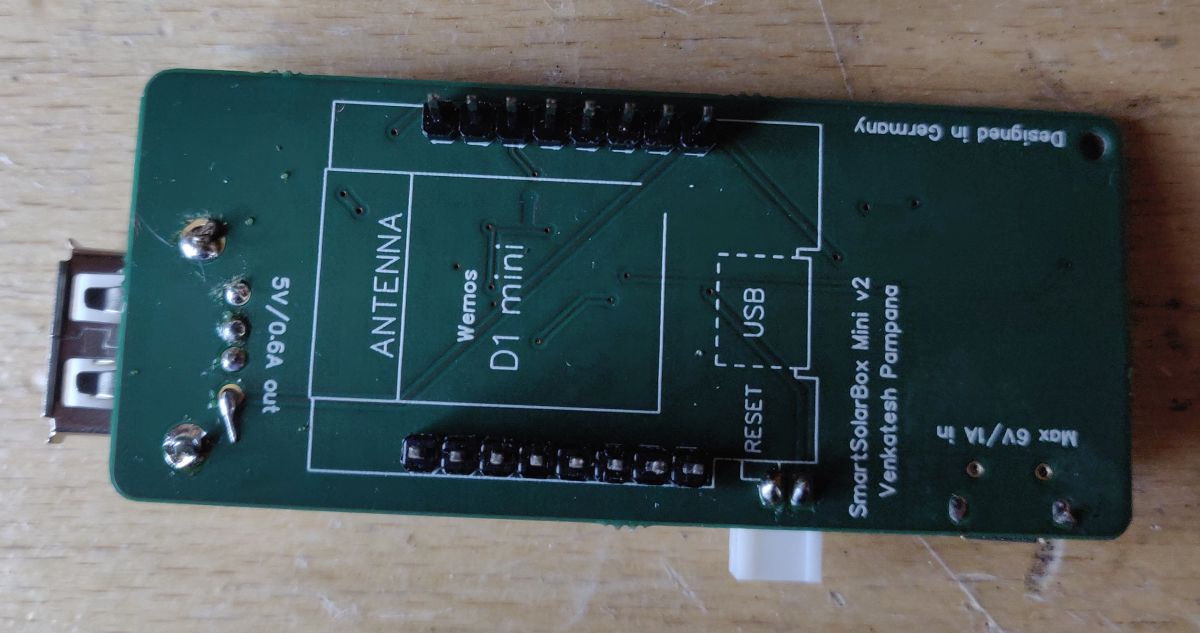 Designed in Germany
5V/0.6A out
ANTENNA
Wemos
D1 mini
USB
RESET
SmartSolarBox Mini v2
Venkatesh Pampana
Max 6V/1A in